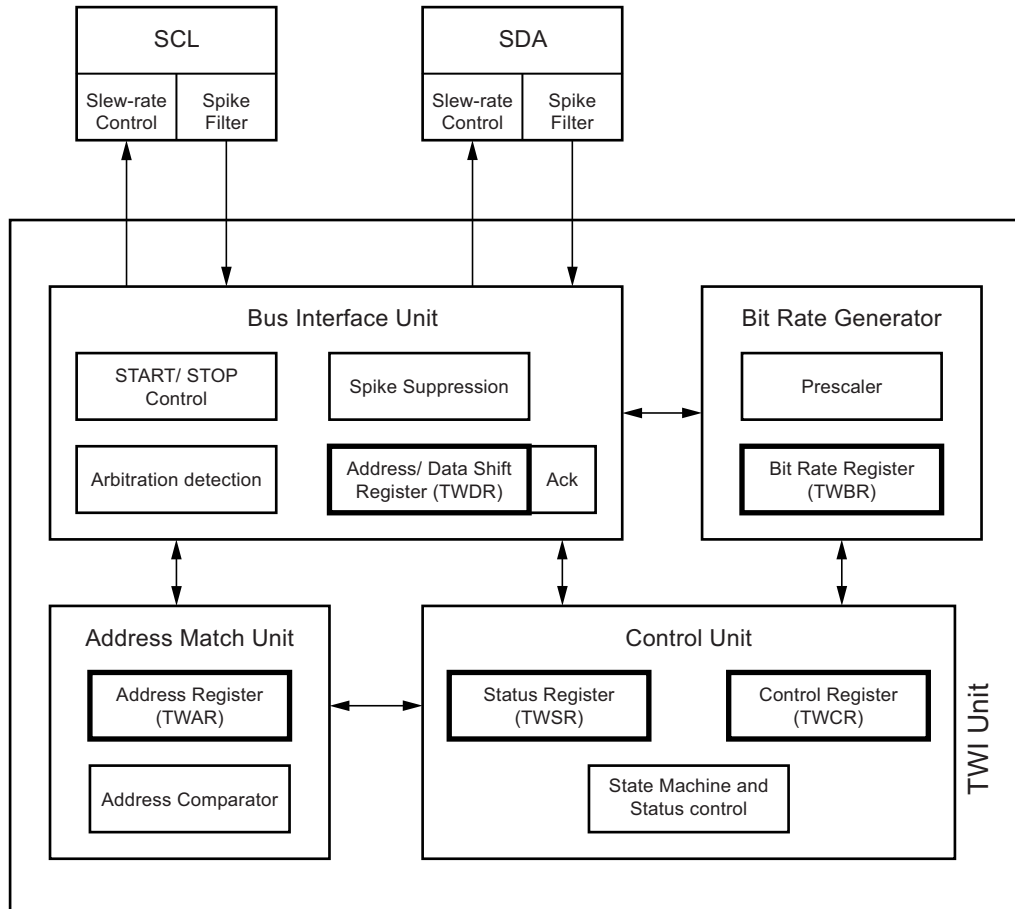 SCL
SDA
Slew-rate
Control
Spike
Filter
Slew-rate
Control
Spike
Filter
Bus Interface Unit
Bit Rate Generator
START/ STOP
Control
Spike Suppression
Prescaler
Arbitration detection
Address/ Data Shift
Register (TWDR)
Ack
Bit Rate Register
(TWBR)
Address Match Unit
Control Unit
Address Register
(TWAR)
Status Register
(TWSR)
Control Register
(TWCR)
Address Comparator
State Machine and
Status control
TWI Unit